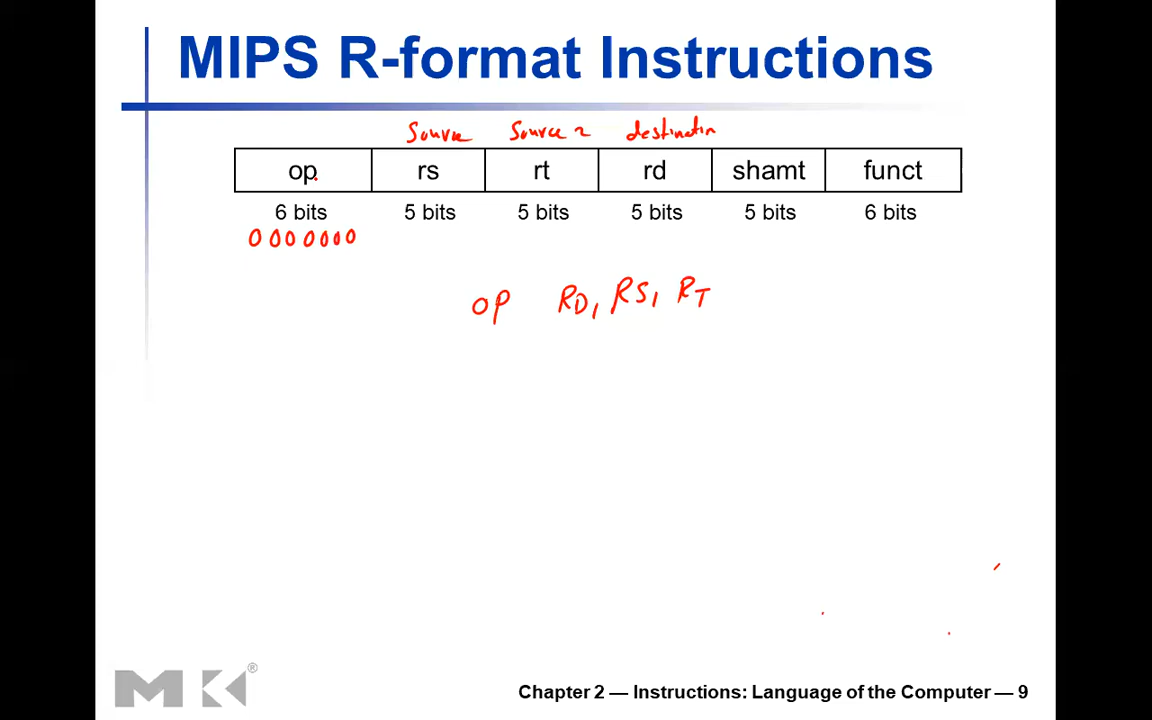 MIPS R-format Instructions
Source Source 2 destination
op rs rt rd shamt funct
6 bits 5 bits 5 bits 5 bits 5 bits 6 bits
0000000
OP RD, RS, RT
MK®
Chapter 2 — Instructions: Language of the Computer — 9